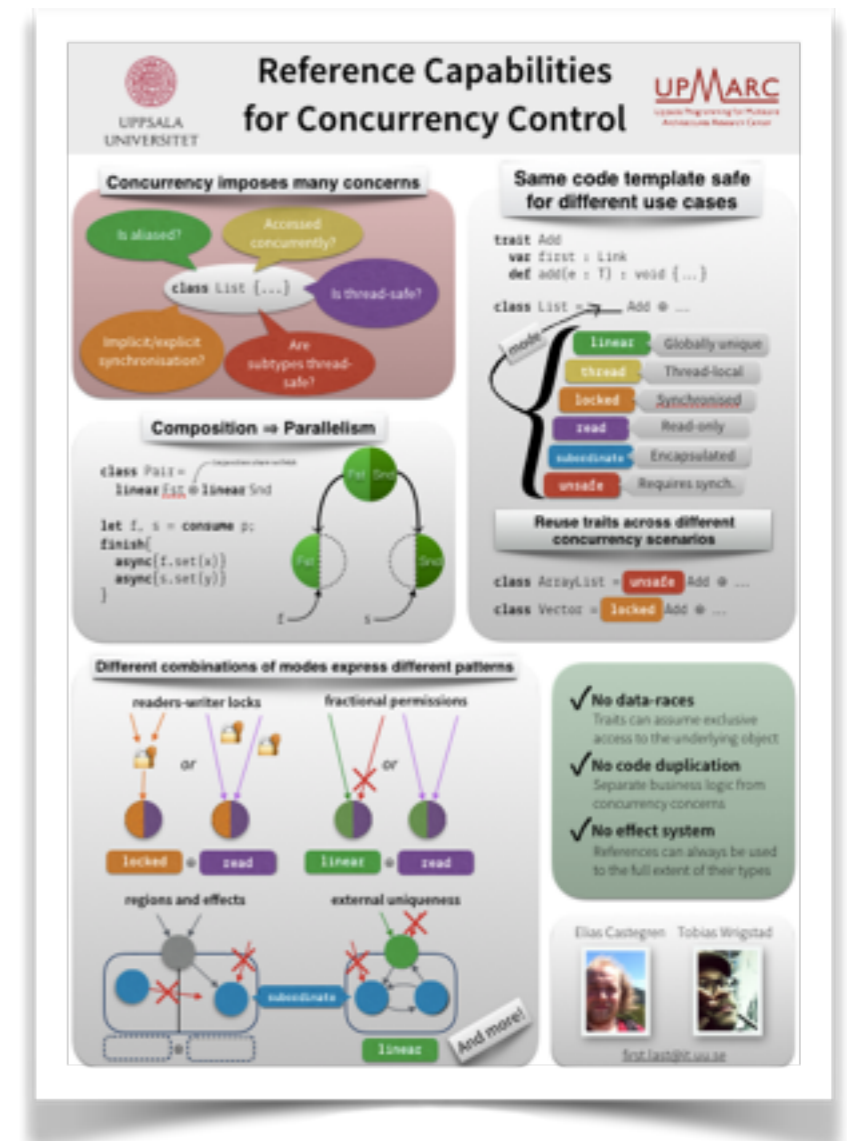 UPPSALA
UNIVERSITET
Reference Capabilities
for Concurrency Control
UPMARC
Uppsala Programming for Multicore
Architectures Research Center
Concurrency imposes many concerns
Is aliased?
Accessed
concurrently?
class List {...}
Is thread-safe?
Implicit/explicit
synchronisation?
Are
subtypes thread-
safe?
Composition ⇒ Parallelism
class Pair =
linear Fst ⊕ linear Snd
let f, s = consume p;
finish{
async{f.set(x)}
async{s.set(y)}
}
Fst Snd
Fst
Snd
f
s
Same code template safe
for different use cases
trait Add
var first : Link
def add(e : T) : void {...}
class List = Add ⊕ ...
mode
linear Globally unique
thread Thread-local
locked Synchronised
read Read-only
subordinate Encapsulated
unsafe Requires synch.
Reuse traits across different
concurrency scenarios
class ArrayList = unsafe Add ⊕ ...
class Vector = locked Add ⊕ ...
Different combinations of modes express different patterns
readers-writer locks
or
locked ⊕ read
fractional permissions
or
linear ⊕ read
regions and effects
subordinate
⊕
external uniqueness
linear
And more!
✓ No data-races
Traits can assume exclusive
access to the underlying object
✓ No code duplication
Separate business logic from
concurrency concerns
✓ No effect system
References can always be used
to the full extent of their types
Elias Castegren Tobias Wrigstad
first.last@it.uu.se